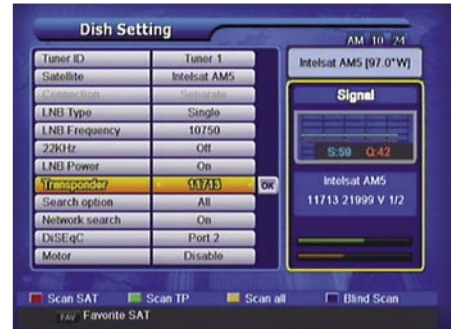 Dish Setting
AM 10 24
Tuner ID Tuner 1
Satellite Intelsat AM5
Connection Separate
LNB Type Single
LNB Frequency 10750
22KHz Off
LNB Power On
Transponder 11713 OK
Search option All
Network search On
DiSEqC Port 2
Motor Disable
Intelsat AM5 [97.0°W]
Signal
S:59 Q:42
Intelsat AM5
11713 21999 V 1/2
Scan SAT Scan TP Scan all Blind Scan
FAV Favorite SAT